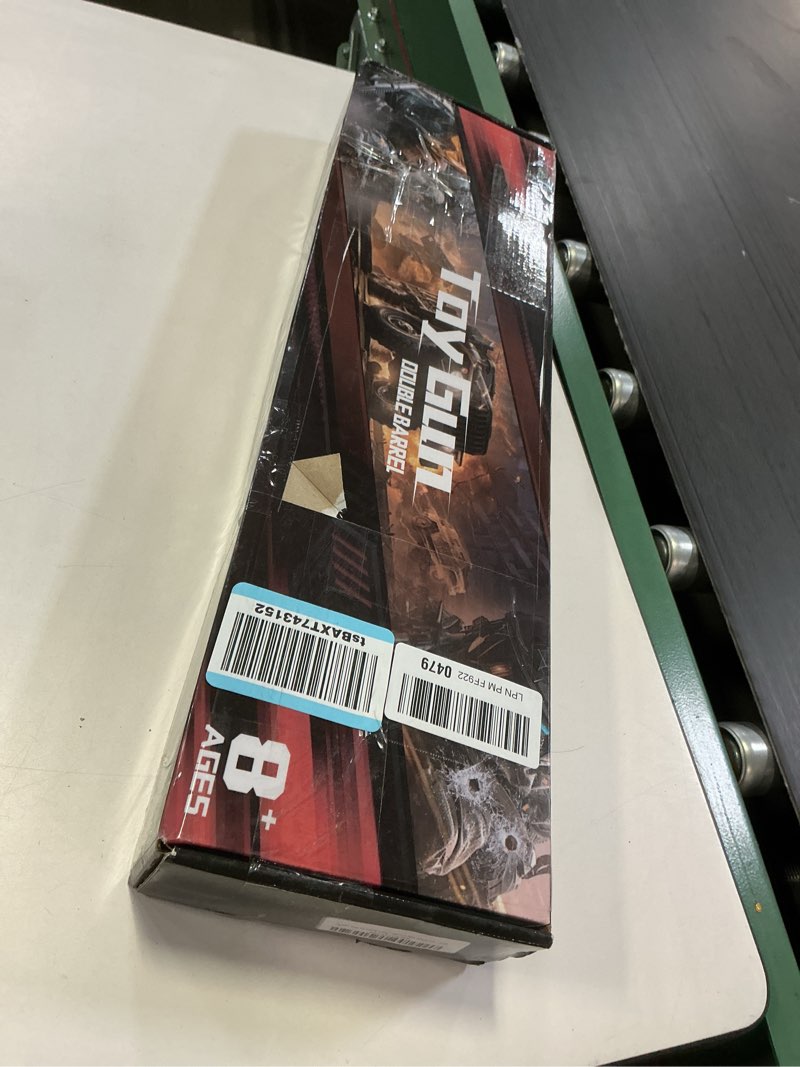 TOY GUN
DOUBLE BARREL
tsBAXT743152
LPN PM FF922 0479
8+
AGES